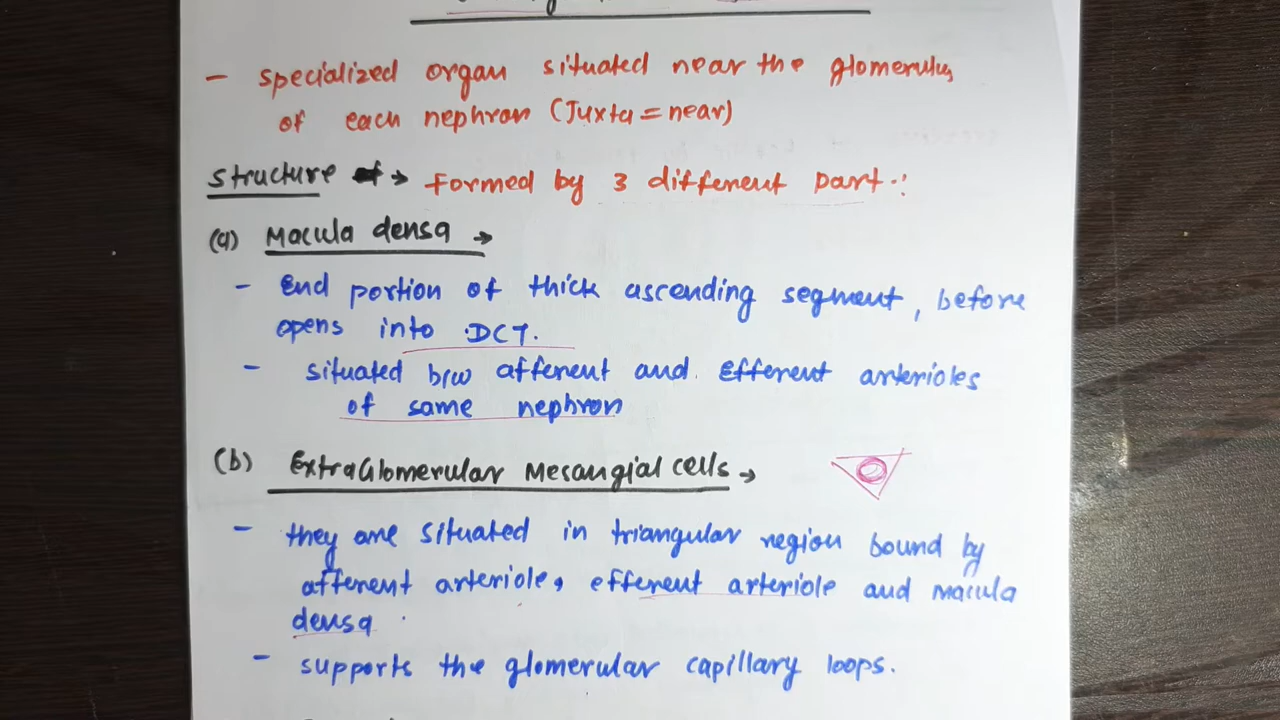 - specialized organ situated near the glomerulus
of each nephron (Juxta = near)
Structure → Formed by 3 different part :
(a) Macula densa →
- End portion of thick ascending segment, before
opens into DCT.
- situated b/w afferent and Efferent arterioles
of same nephron
(b) ExtraGlomerular Mesangial cells →
- they are situated in triangular region bound by
afferent arteriole, efferent arteriole and macula
densa.
- supports the glomerular capillary loops.